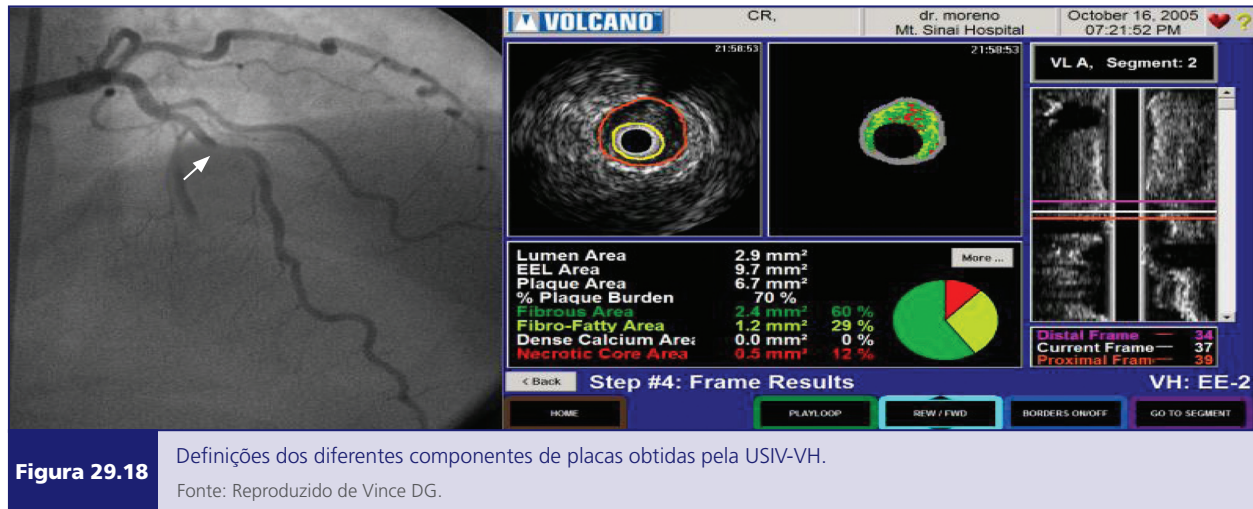 VOLCANO
CR,
dr. moreno
Mt. Sinai Hospital
October 16, 2005
07:21:52 PM
?
21:58:53
21:58:53
VL A, Segment: 2
Lumen Area 2.9 mm²
EEL Area 9.7 mm²
Plaque Area 6.7 mm²
% Plaque Burden 70 %
Fibrous Area 2.4 mm² 60 %
Fibro-Fatty Area 1.2 mm² 29 %
Dense Calcium Area 0.0 mm² 0 %
Necrotic Core Area 0.5 mm² 12 %
More ...
Distal Frame 34
Current Frame 37
Proximal Fram 39
< Back
Step #4: Frame Results
VH: EE-2
HOME
PLAYLOOP
REW / FWD
BORDERS ON/OFF
GO TO SEGMENT
Figura 29.18
Definições dos diferentes componentes de placas obtidas pela USIV-VH.
Fonte: Reproduzido de Vince DG.